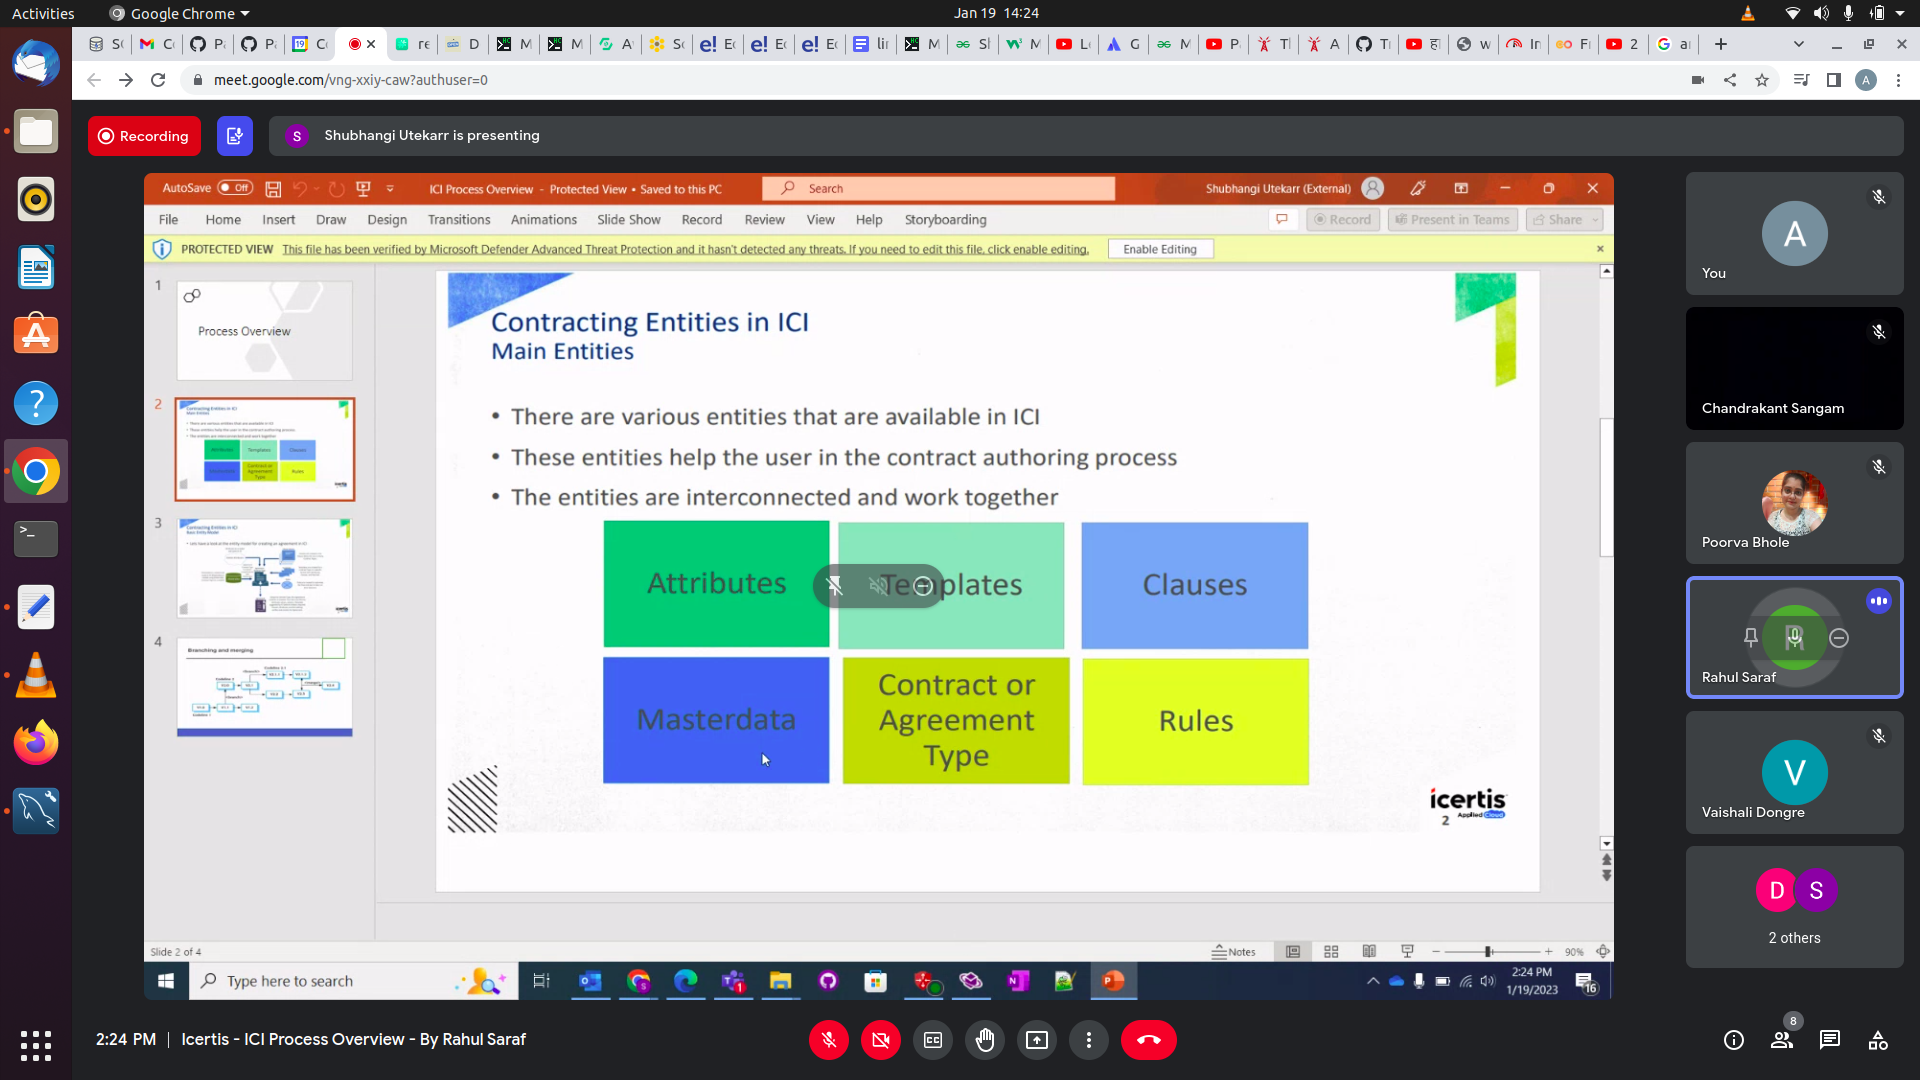 Activities
Google Chrome
Jan 19 14:24
meet.google.com/vng-xxiy-caw?authuser=0
A
Recording
S
Shubhangi Utekarr is presenting
AutoSave Off
ICI Process Overview - Protected View • Saved to this PC
Search
Shubhangi Utekarr (External)
File Home Insert Draw Design Transitions Animations Slide Show Record Review View Help Storyboarding
Record
Present in Teams
Share
PROTECTED VIEW This file has been verified by Microsoft Defender Advanced Threat Protection and it hasn't detected any threats. If you need to edit this file, click enable editing.
Enable Editing
1
Process Overview
2
3
4
Branching and merging
Contracting Entities in ICI
Main Entities
• There are various entities that are available in ICI
• These entities help the user in the contract authoring process
• The entities are interconnected and work together
Attributes
Templates
Clauses
Masterdata
Contract or
Agreement
Type
Rules
icertis
Applied Cloud
2
Slide 2 of 4
Notes
90%
Type here to search
2:24 PM
1/19/2023
16
A
You
Chandrakant Sangam
Poorva Bhole
R
Rahul Saraf
V
Vaishali Dongre
D
S
2 others
2:24 PM | Icertis - ICI Process Overview - By Rahul Saraf
8